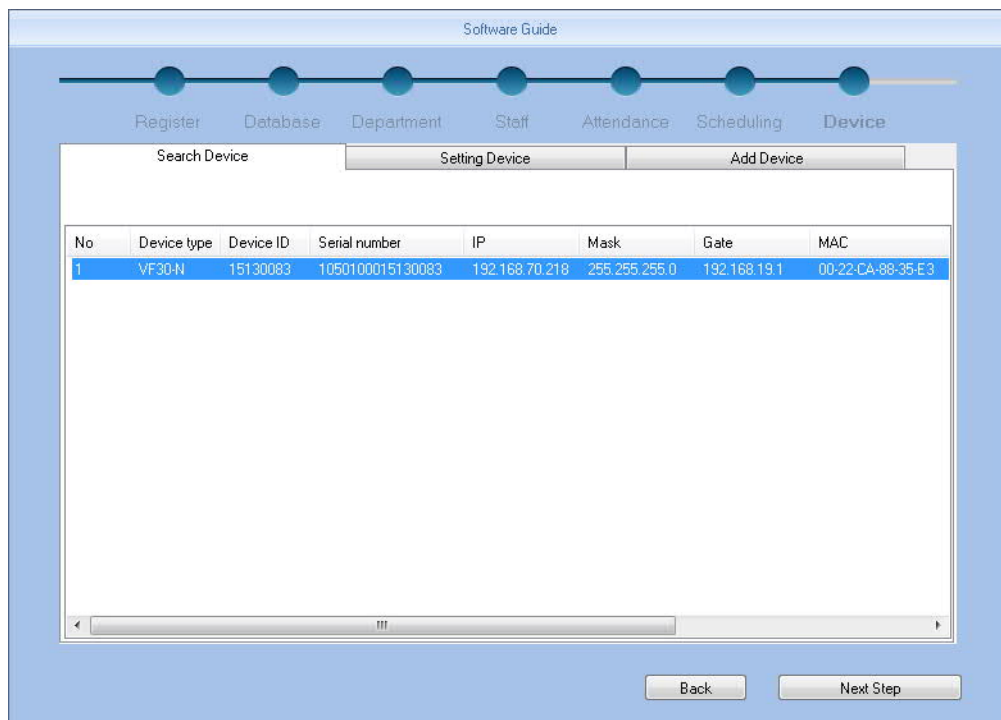 Software Guide
Register Database Department Staff Attendance Scheduling Device
Search Device Setting Device Add Device
No Device type Device ID Serial number IP Mask Gate MAC
1 VF30-N 15130083 1050100015130083 192.168.70.218 255.255.255.0 192.168.19.1 00-22-CA-88-35-E3
Back Next Step